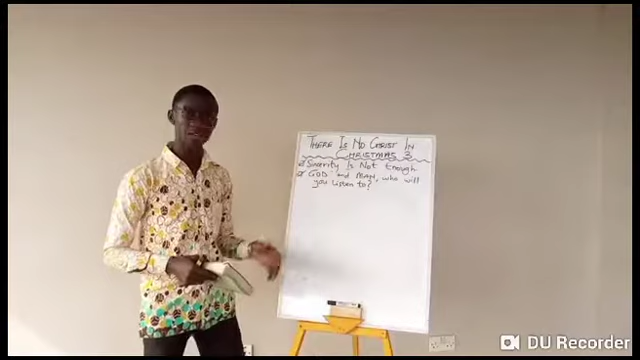 THERE IS NO CHRIST IN
CHRISTMAS 3
Sincerity Is Not Enough
GOD and MAN, who will
you Listen to?
DU Recorder